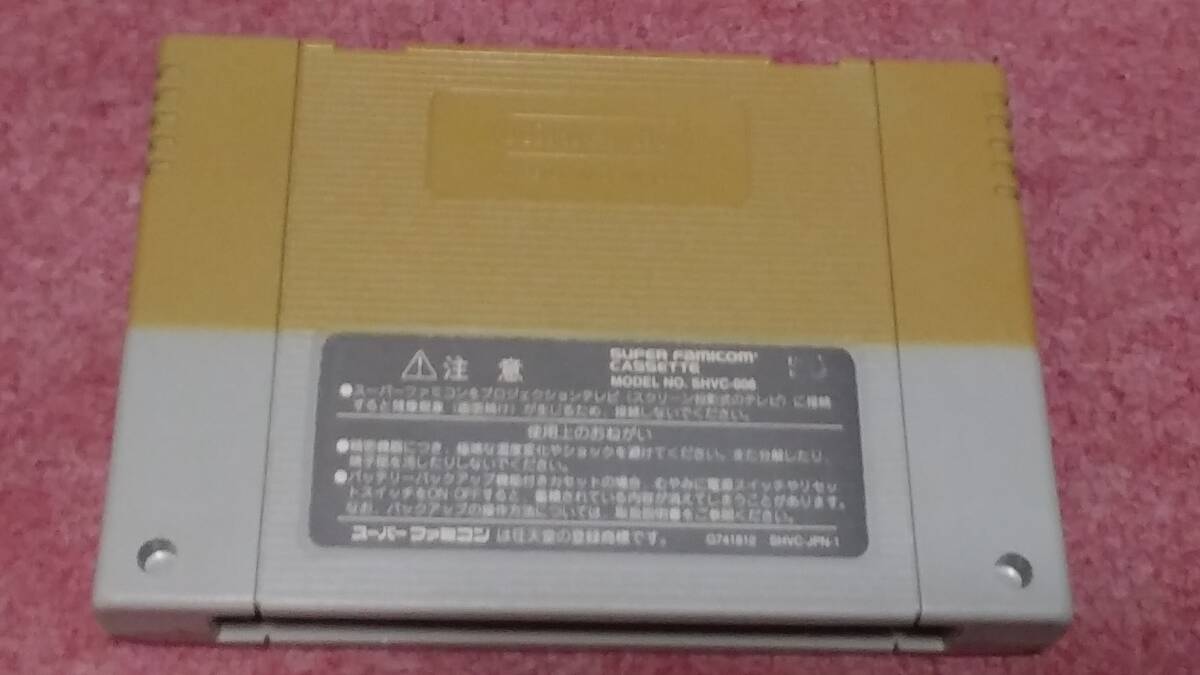 注 意
SUPER FAMICOM
CASSETTE
MODEL NO. SHVC-006
●スーパーファミコンをプロジェクションテレビ（スクリーン投影式のテレビ）に接続
すると残像現象（画面焼け）が生じるため、接続しないでください。
使用上のおねがい
●精密機器につき、極端な温度変化やショックを避けてください。また分解したり、
端子部を汚したりしないでください。
●バッテリーバックアップ機能付きカセットの場合、むやみに電源スイッチやリセッ
トスイッチをON OFFすると、蓄積されている内容が消えてしまうことがあります。
なお、バックアップの操作方法については、取扱説明書をご参照ください。
スーパーファミコン は任天堂の登録商標です。 G741812 SHVC-JPN-1